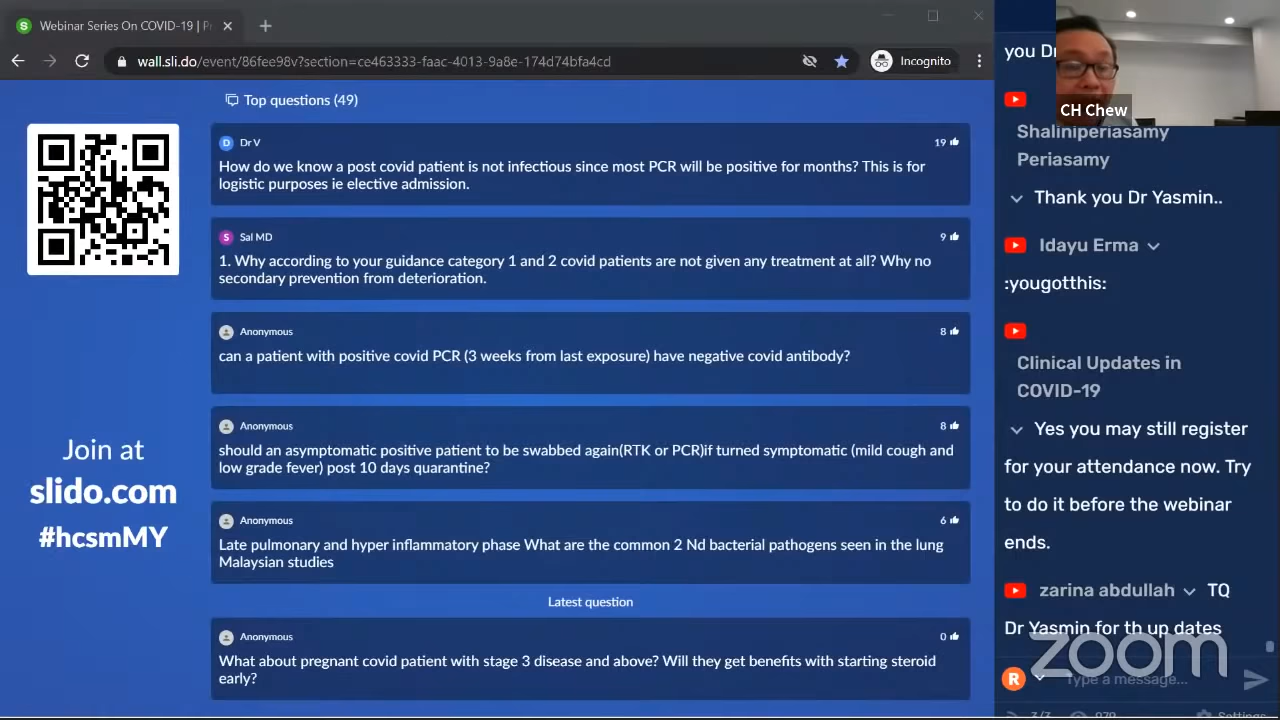 Webinar Series On COVID-19 | Pr
wall.sli.do/event/86fee98v?section=ce463333-faac-4013-9a8e-174d74bfa4cd
Incognito
Top questions (49)
Dr V
19
How do we know a post covid patient is not infectious since most PCR will be positive for months? This is for
logistic purposes ie elective admission.
Sal MD
9
1. Why according to your guidance category 1 and 2 covid patients are not given any treatment at all? Why no
secondary prevention from deterioration.
Anonymous
8
can a patient with positive covid PCR (3 weeks from last exposure) have negative covid antibody?
Anonymous
8
should an asymptomatic positive patient to be swabbed again(RTK or PCR)if turned symptomatic (mild cough and
low grade fever) post 10 days quarantine?
Anonymous
6
Late pulmonary and hyper inflammatory phase What are the common 2 Nd bacterial pathogens seen in the lung
Malaysian studies
Latest question
Anonymous
0
What about pregnant covid patient with stage 3 disease and above? Will they get benefits with starting steroid
early?
Join at
slido.com
#hcsmMY
you Dr
CH Chew
Shaliniperiasamy
Periasamy
Thank you Dr Yasmin..
Idayu Erma
:yougotthis:
Clinical Updates in
COVID-19
Yes you may still register
for your attendance now. Try
to do it before the webinar
ends.
zarina abdullah TQ
Dr Yasmin for th up dates
zoom
R
Type a message...
3/3
Settings